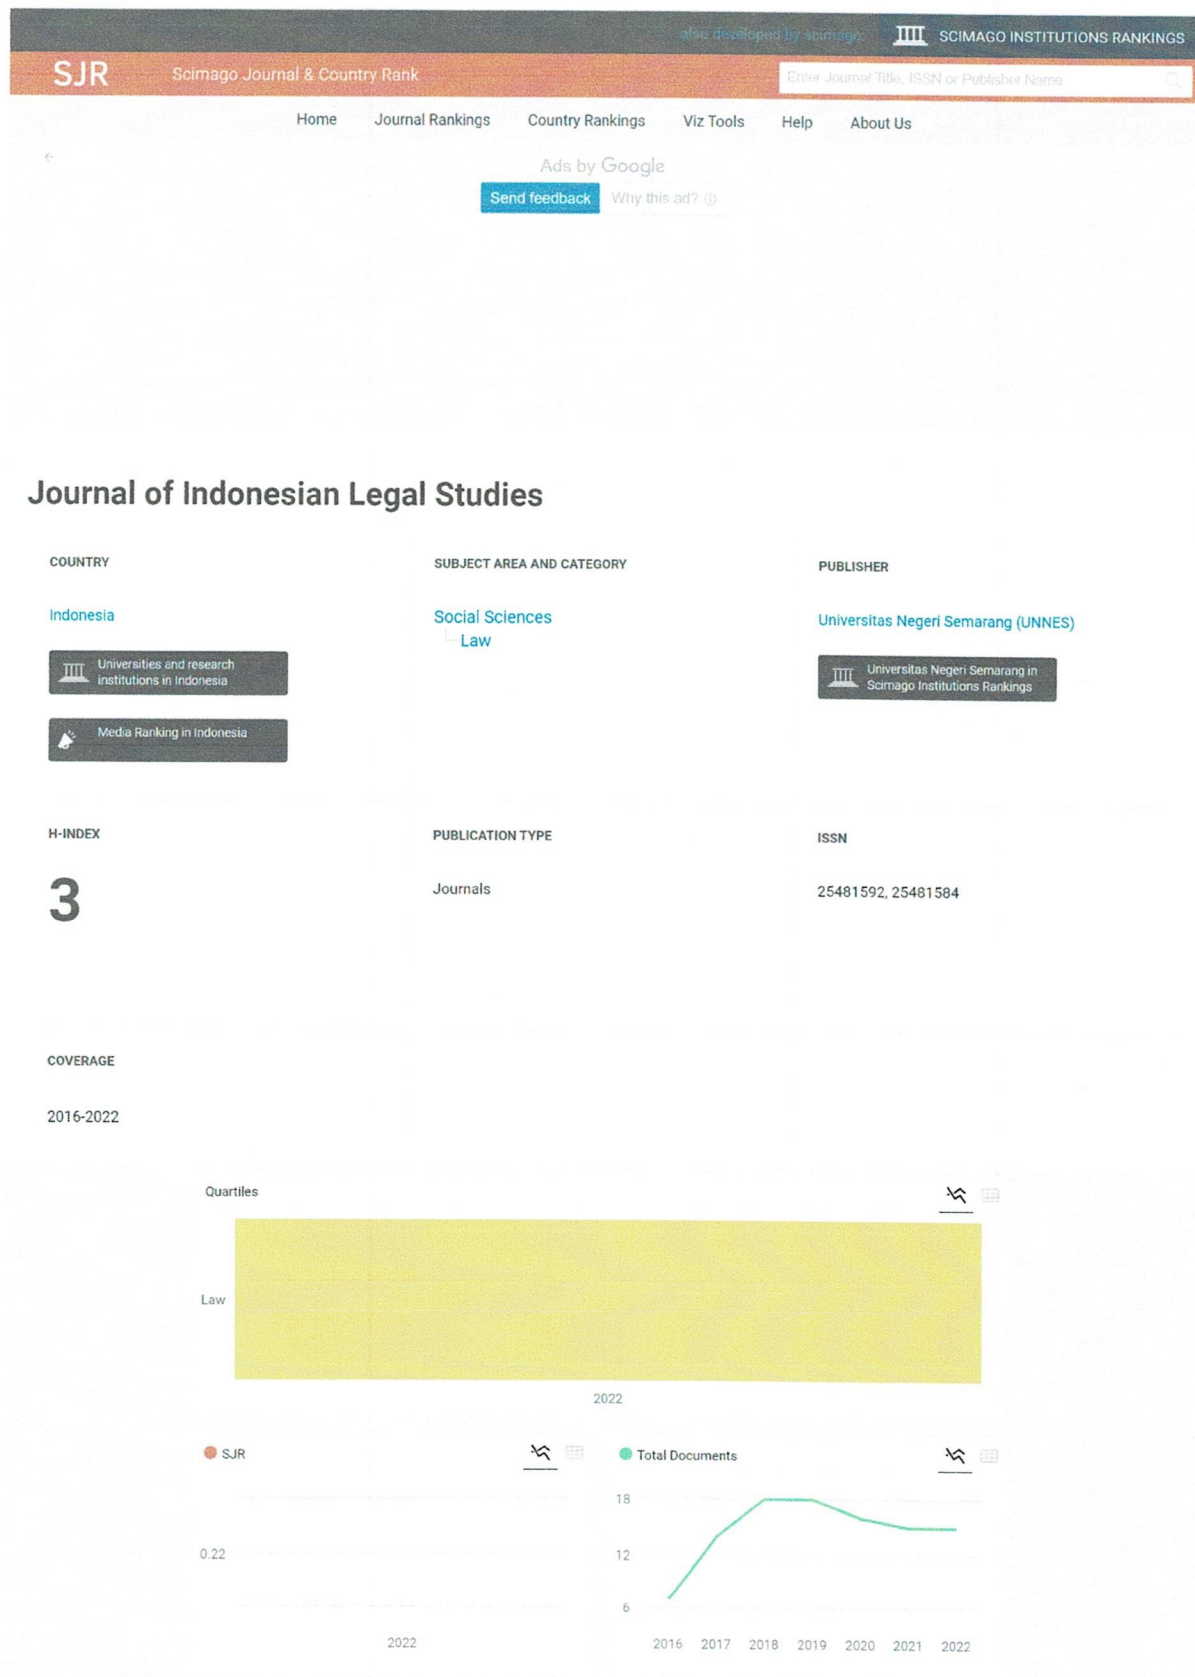 also developed by scimago:
SCIMAGO INSTITUTIONS RANKINGS
SJR
Scimago Journal & Country Rank
Enter Journal Title, ISSN or Publisher Name
Home
Journal Rankings
Country Rankings
Viz Tools
Help
About Us
Ads by Google
Send feedback
Why this ad?
Journal of Indonesian Legal Studies
COUNTRY
Indonesia
Universities and research
institutions in Indonesia
Media Ranking in Indonesia
SUBJECT AREA AND CATEGORY
Social Sciences
Law
PUBLISHER
Universitas Negeri Semarang (UNNES)
Universitas Negeri Semarang in
Scimago Institutions Rankings
H-INDEX
3
PUBLICATION TYPE
Journals
ISSN
25481592, 25481584
COVERAGE
2016-2022
Quartiles
Law
2022
SJR
0.22
2022
Total Documents
18
12
6
2016 2017 2018 2019 2020 2021 2022